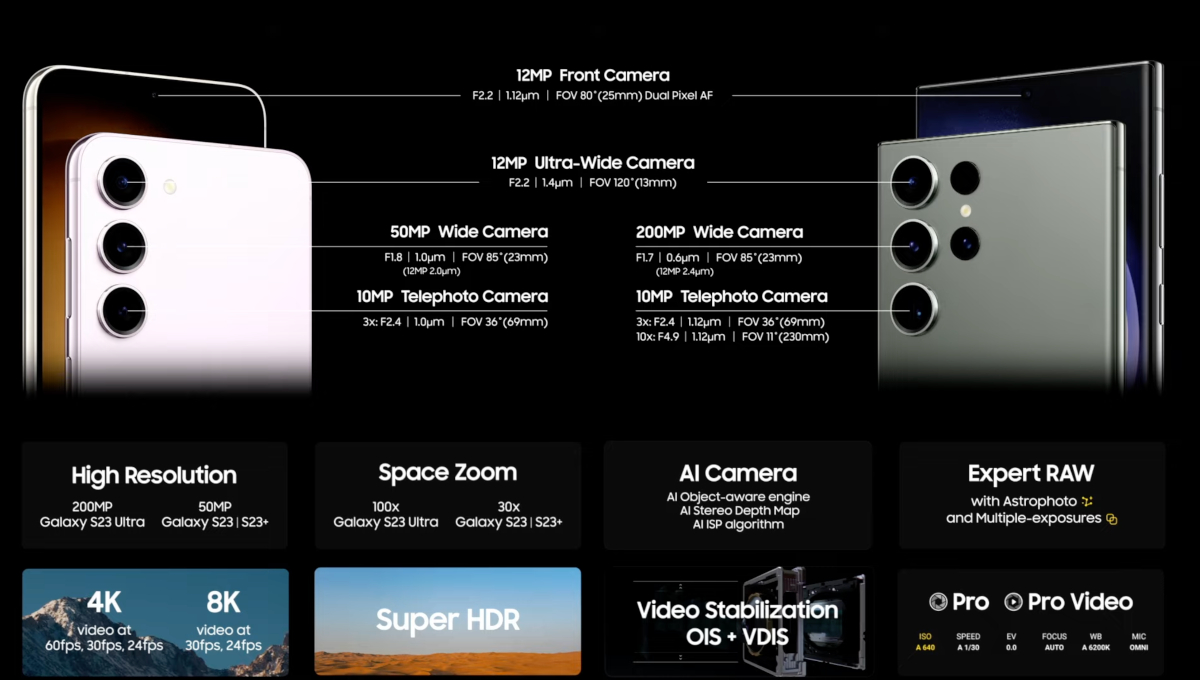 12MP Front Camera
F2.2 | 1.12μm | FOV 80°(25mm) Dual Pixel AF
12MP Ultra-Wide Camera
F2.2 | 1.4μm | FOV 120°(13mm)
50MP Wide Camera
F1.8 | 1.0μm | FOV 85°(23mm)
(12MP 2.0μm)
10MP Telephoto Camera
3x: F2.4 | 1.0μm | FOV 36°(69mm)
200MP Wide Camera
F1.7 | 0.6μm | FOV 85°(23mm)
(12MP 2.4μm)
10MP Telephoto Camera
3x: F2.4 | 1.12μm | FOV 36°(69mm)
10x: F4.9 | 1.12μm | FOV 11°(230mm)
High Resolution
200MP
Galaxy S23 Ultra
50MP
Galaxy S23 | S23+
Space Zoom
100x
Galaxy S23 Ultra
30x
Galaxy S23 | S23+
AI Camera
AI Object-aware engine
AI Stereo Depth Map
AI ISP algorithm
Expert RAW
with Astrophoto
and Multiple-exposures
4K
video at
60fps, 30fps, 24fps
8K
video at
30fps, 24fps
Super HDR
Video Stabilization
OIS + VDIS
Pro Pro Video
ISO SPEED EV FOCUS WB MIC
A 640 A 1/30 0.0 AUTO A 6200K OMNI